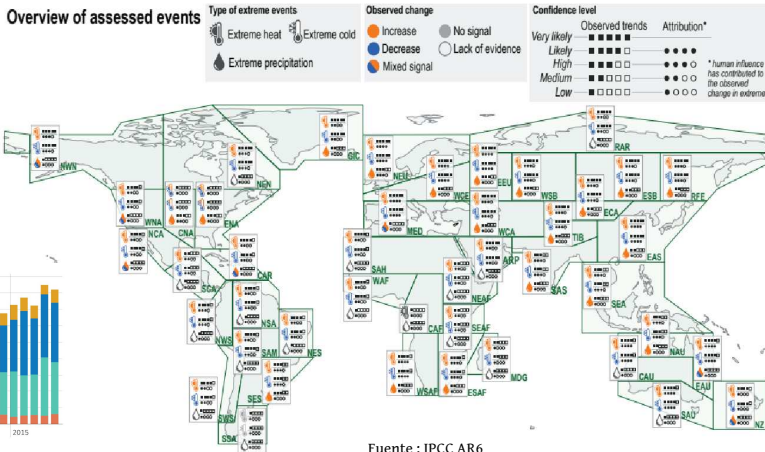 Overview of assessed events
Type of extreme events
Extreme heat
Extreme cold
Extreme precipitation
Observed change
Increase
No signal
Decrease
Lack of evidence
Mixed signal
Confidence level
Observed trends
Attribution*
Very likely
Likely
High
Medium
Low
* human influence
has contributed to
the observed
change in extreme
NWN
NEN
GIC
NEU
RAR
WNA
CNA
ENA
WCE
EEU
WSB
ESB
RFE
NCA
MED
WCA
ECA
TIB
EAS
SCA
CAR
SAH
ARP
SAS
SEA
WAF
NEAF
NWS
NSA
NES
SAM
CAF
SEAF
WSAF
ESAF
MDG
NAU
CAU
EAU
SES
SWS
SSA
SAU
NZ
2015
Fuente : IPCC AR6